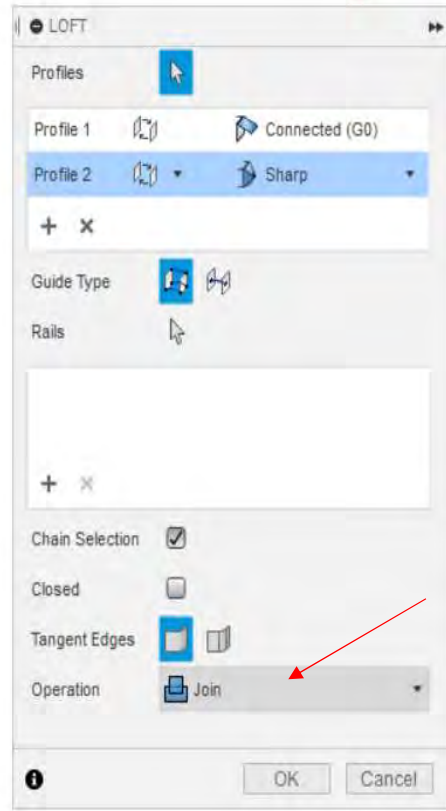 LOFT
Profiles
Profile 1 Connected (G0)
Profile 2 Sharp
Guide Type
Rails
Chain Selection
Closed
Tangent Edges
Operation Join
OK Cancel